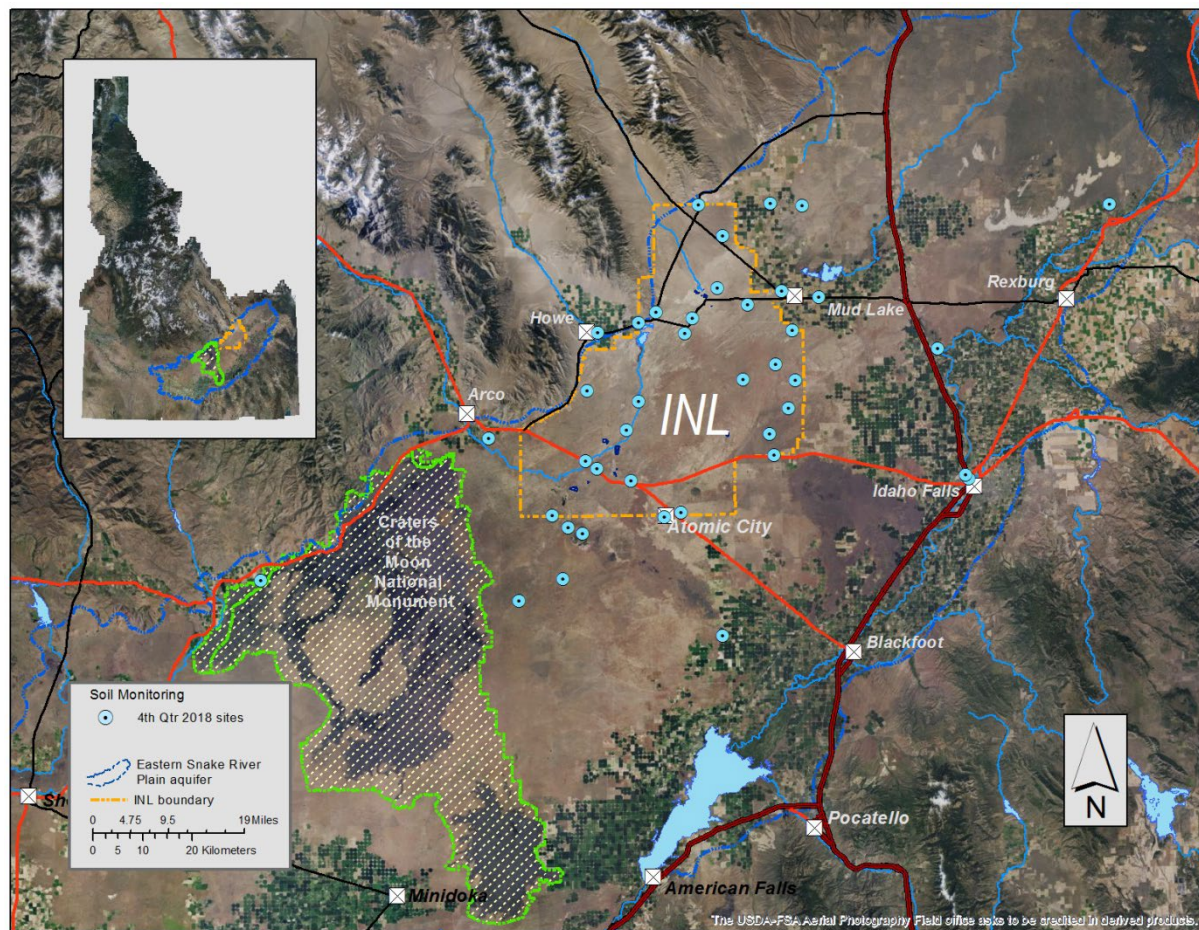 Howe
Mud Lake
Rexburg
Arco
INL
Idaho Falls
Atomic City
Craters
of the
Moon
National
Monument
Blackfoot
Soil Monitoring
4th Qtr 2018 sites
Eastern Snake River
Plain aquifer
INL boundary
0 4.75 9.5 19 Miles
0 5 10 20 Kilometers
Sho
N
Pocatello
American Falls
Minidoka
The USDA-FSA Aerial Photography Field office asks to be credited in derived products.